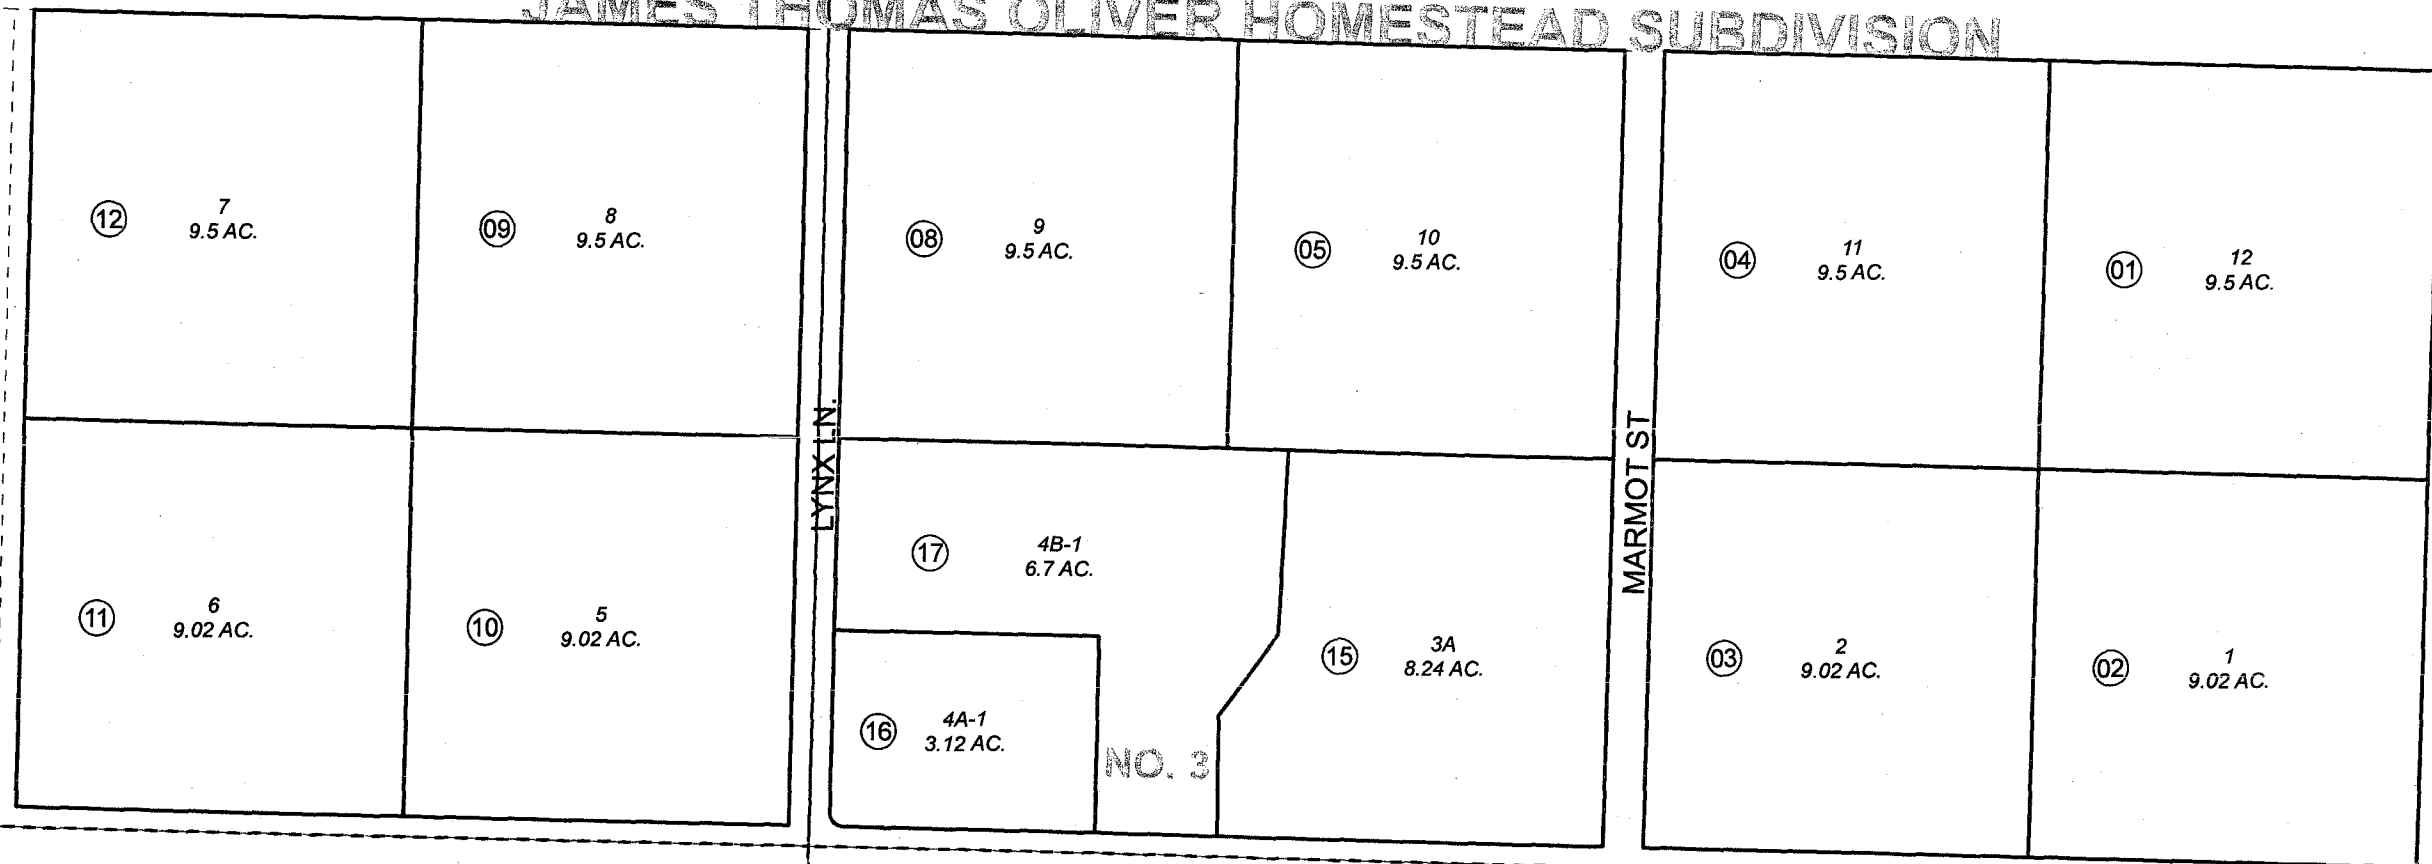 JAMES THOMAS OLIVER HOMESTEAD SUBDIVISION
12
7
9.5 AC.
09
8
9.5 AC.
08
9
9.5 AC.
05
10
9.5 AC.
04
11
9.5 AC.
01
12
9.5 AC.
LYNX LN.
MARMOT ST
11
6
9.02 AC.
10
5
9.02 AC.
17
4B-1
6.7 AC.
16
4A-1
3.12 AC.
NO. 3
15
3A
8.24 AC.
03
2
9.02 AC.
02
1
9.02 AC.